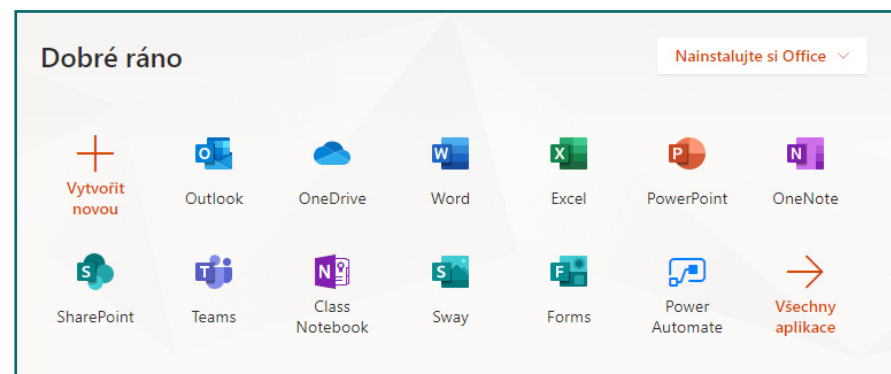 Dobré ráno
Nainstalujte si Office
Vytvořit
novou
Outlook
OneDrive
Word
Excel
PowerPoint
OneNote
SharePoint
Teams
Class
Notebook
Sway
Forms
Power
Automate
Všechny
aplikace